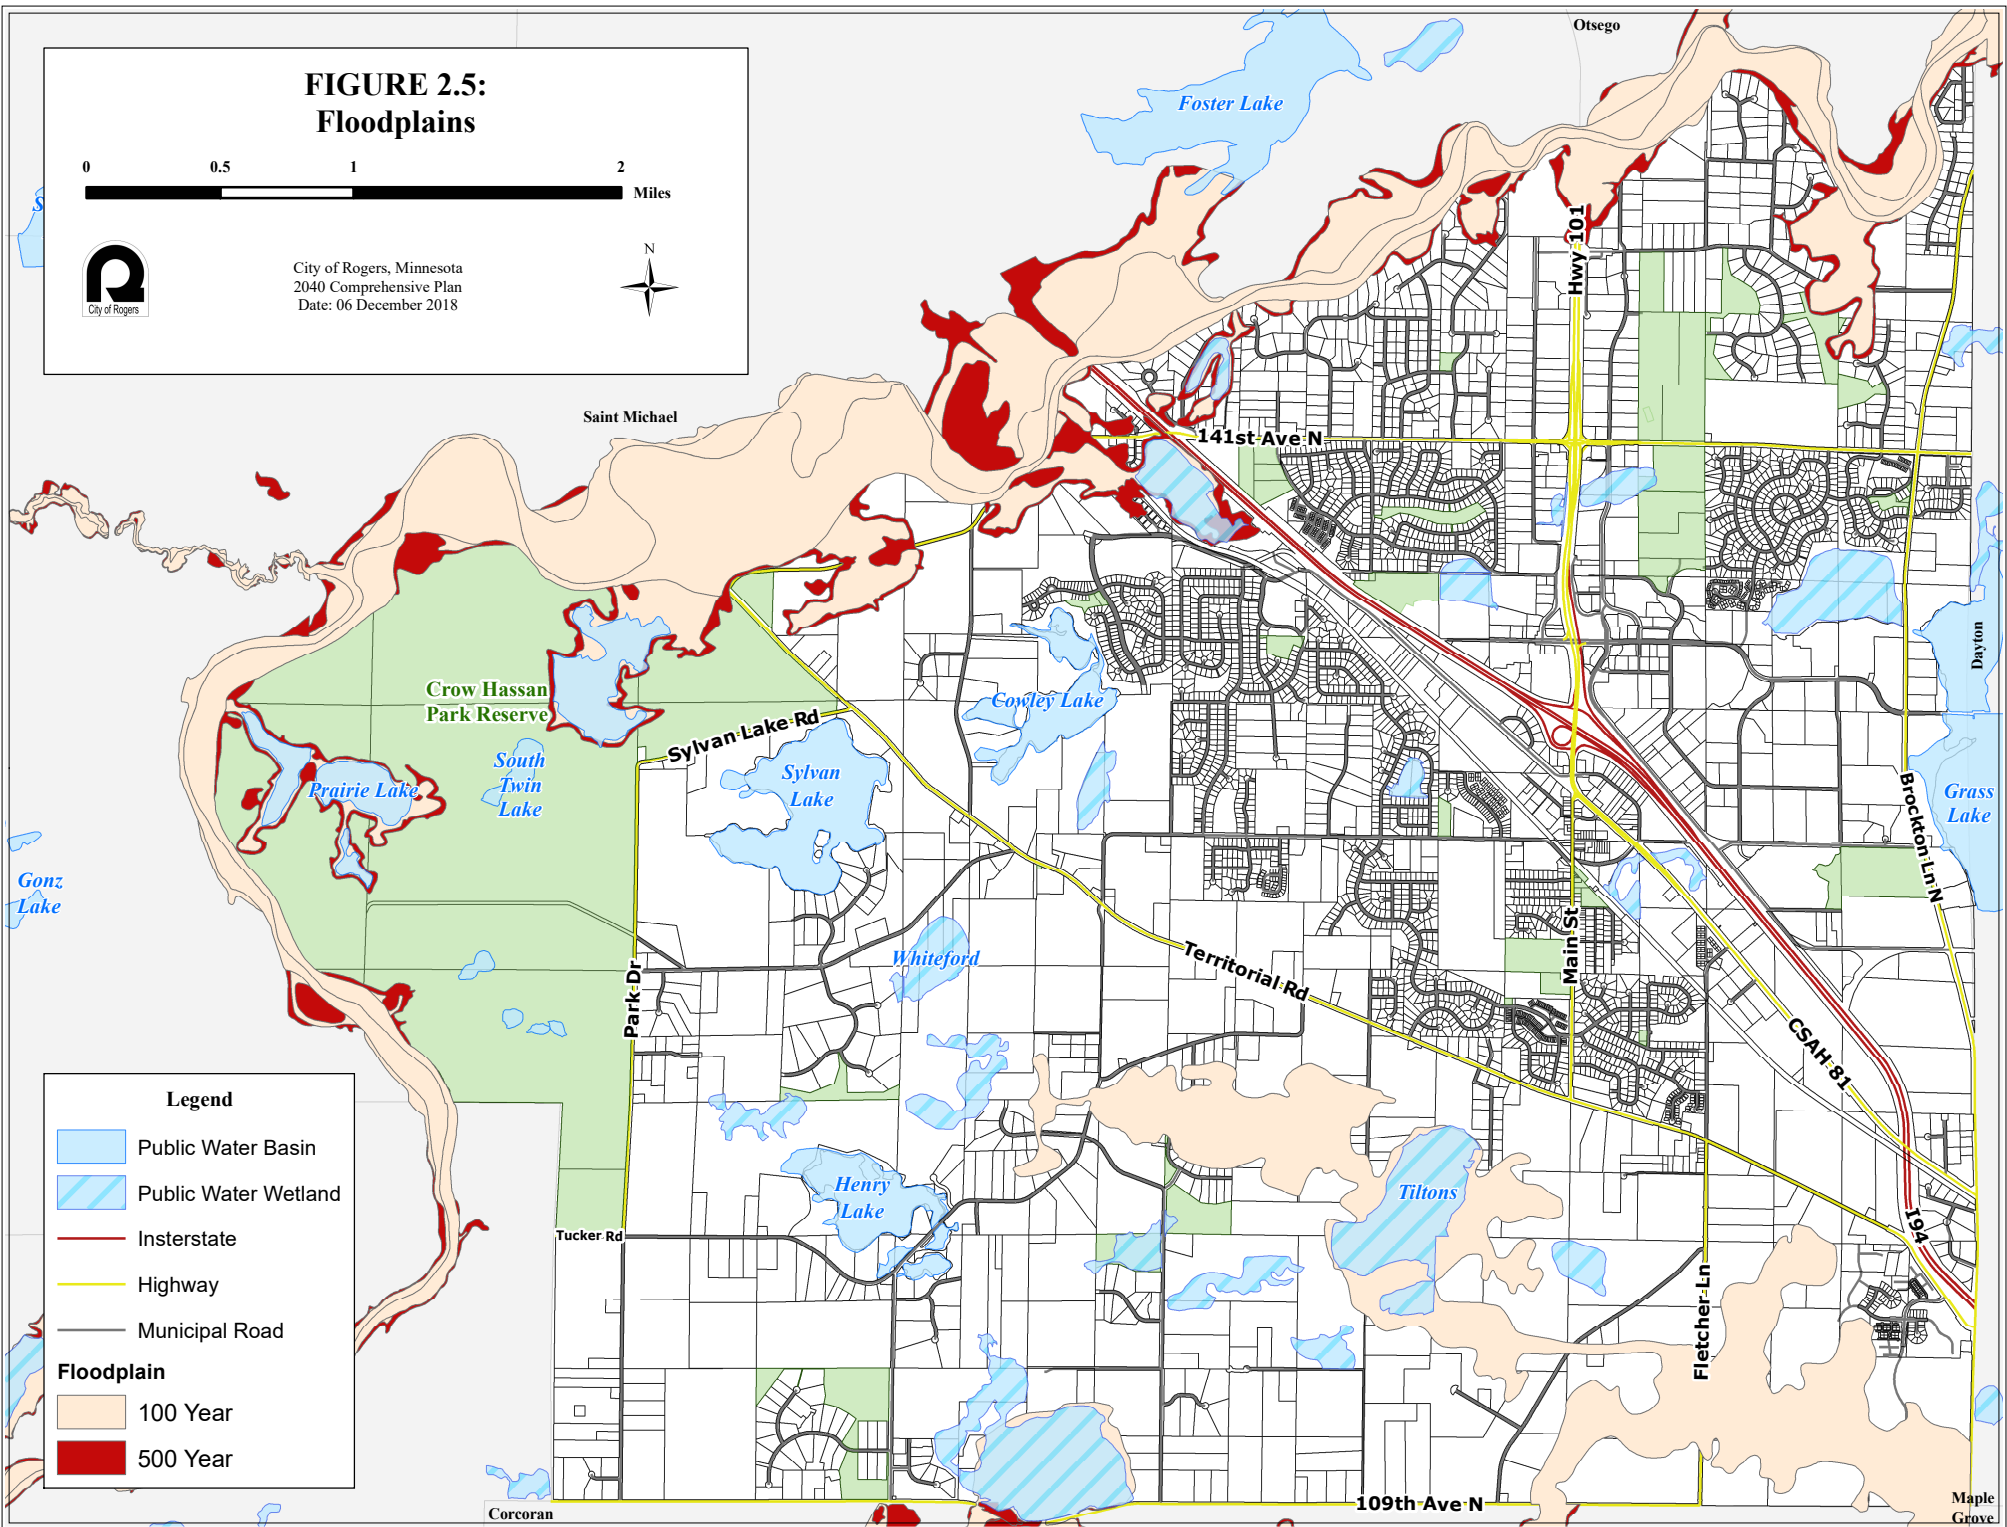 FIGURE 2.5:
Floodplains
0 0.5 1 2
Miles
City of Rogers
City of Rogers, Minnesota
2040 Comprehensive Plan
Date: 06 December 2018
N
S
Otsego
Foster Lake
Hwy 101
Saint Michael
141st Ave N
Dayton
Crow Hassan
Park Reserve
Cowley Lake
Sylvan Lake Rd
South
Twin
Lake
Prairie Lake
Sylvan
Lake
Grass
Lake
Brockton Ln N
Gonz
Lake
Main St
Whiteford
Territorial Rd
Park Dr
CSAH 81
Henry
Lake
Tiltons
I94
Tucker Rd
Fletcher Ln
Legend
Public Water Basin
Public Water Wetland
Insterstate
Highway
Municipal Road
Floodplain
100 Year
500 Year
109th Ave N
Corcoran
Maple
Grove